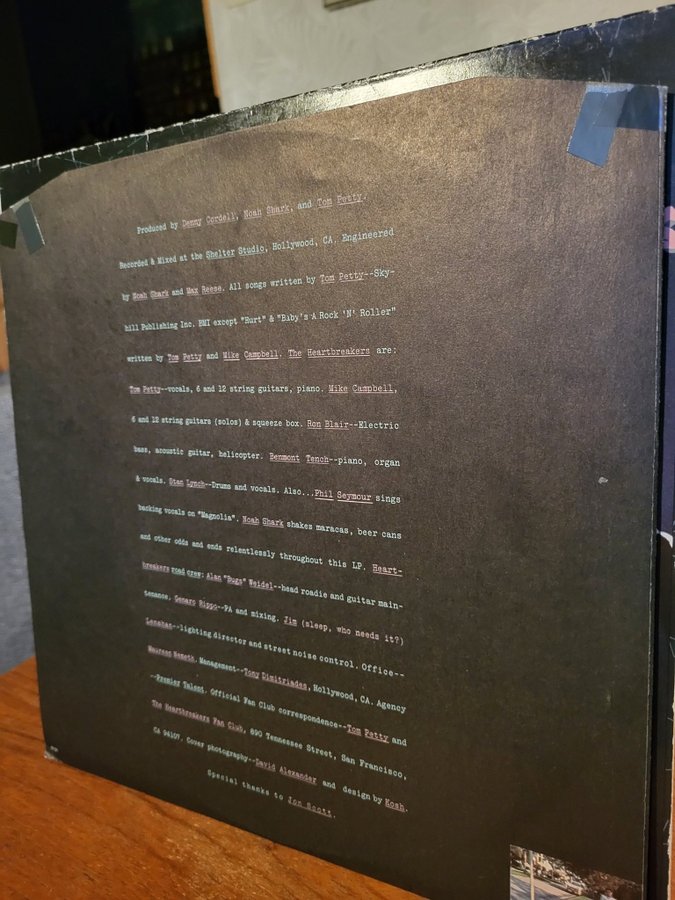 Produced by Denny Cordell, Noah Shark, and Tom Petty.
Recorded & Mixed at the Shelter Studio, Hollywood, CA, Engineered
by Noah Shark and Max Reese. All songs written by Tom Petty--Sky-
hill Publishing Inc. BMI except "Hurt" & "Baby's A Rock 'N' Roller"
written by Tom Petty and Mike Campbell. The Heartbreakers are:
Tom Petty--vocals, 6 and 12 string guitars, piano. Mike Campbell,
6 and 12 string guitars (solos) & squeeze box. Ron Blair--Electric
bass, acoustic guitar, helicopter. Benmont Tench--piano, organ
& vocals. Stan Lynch--Drums and vocals. Also...Phil Seymour sings
backing vocals on "Magnolia". Noah Shark shakes maracas, beer cans
and other odds and ends relentlessly throughout this LP. Heart-
breakers road crew: Alan "Bugs" Weidel--head roadie and guitar main-
tenance. Genaro Rippo--PA and mixing. Jim (sleep, who needs it?)
Lenahan--lighting director and street noise control. Office--
Maureen Nemeth. Management--Tony Dimitriades, Hollywood, CA. Agency
--Premier Talent. Official Fan Club correspondence--Tom Petty and
The Heartbreakers Fan Club, 890 Tennessee Street, San Francisco,
CA 94107. Cover photography--David Alexander and design by Kosh.
Special thanks to Jon Scott.